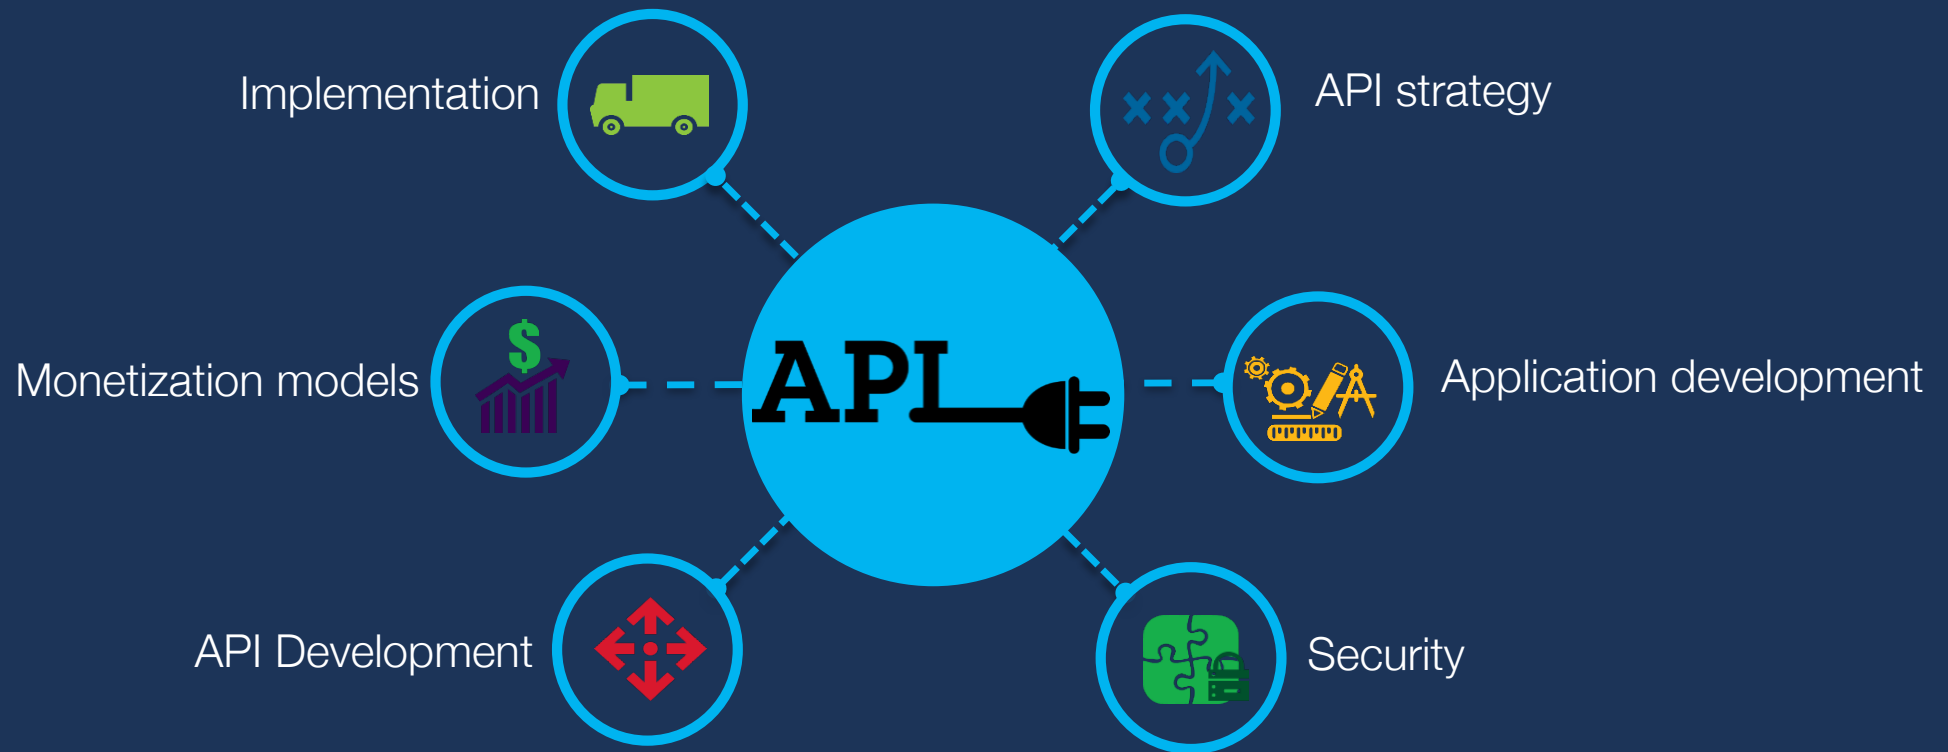 Implementation
API strategy
Monetization models
API
Application development
API Development
Security